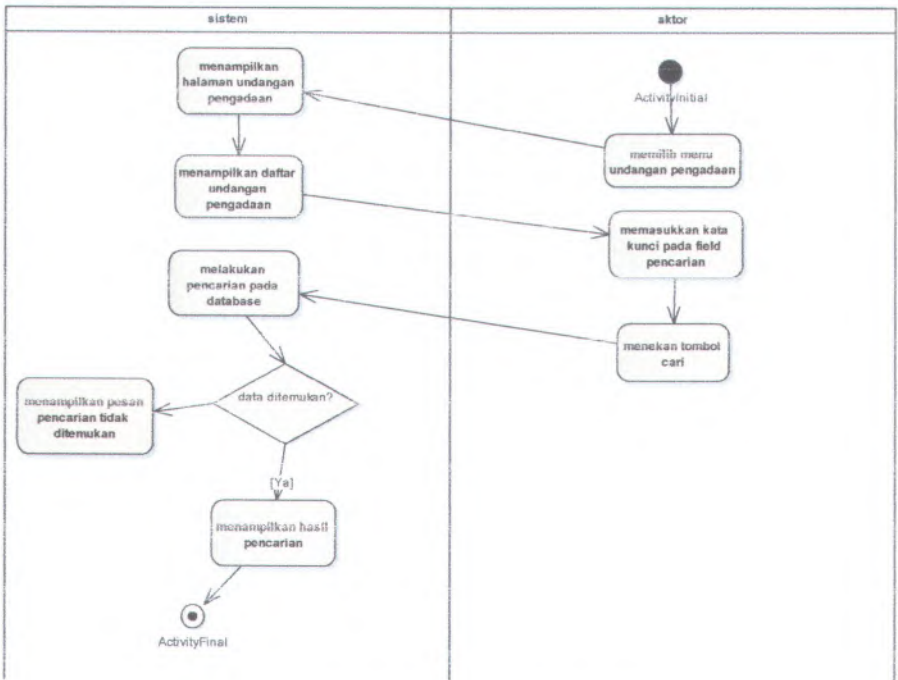 sistem
aktor
menampilkan
halaman undangan
pengadaan
ActivityInitial
memilih menu
undangan pengadaan
menampilkan daftar
undangan
pengadaan
memasukkan kata
kunci pada field
pencarian
melakukan
pencarian pada
database
menekan tombol
cari
data ditemukan?
menampilkan pesan
pencarian tidak
ditemukan
[Ya]
menampilkan hasil
pencarian
ActivityFinal